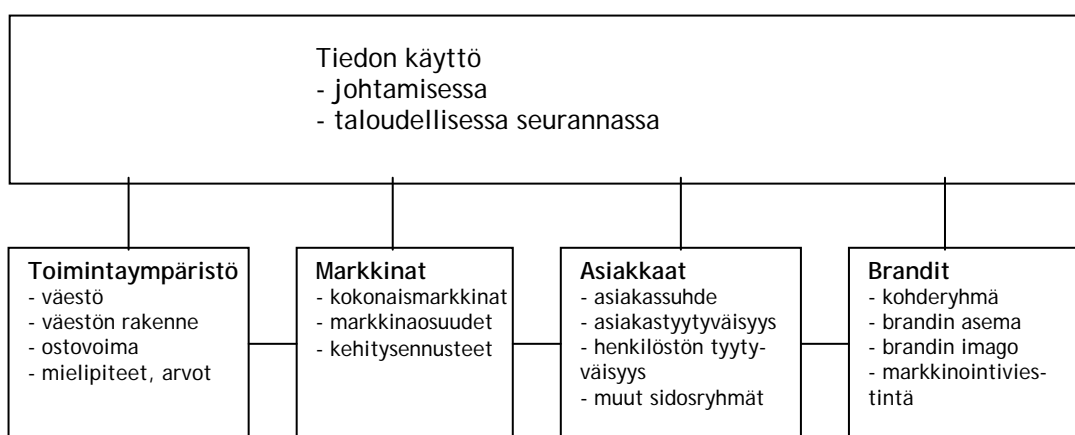 Tiedon käyttö
- johtamisessa
- taloudellisessa seurannassa
Toimintaympäristö
- väestö
- väestön rakenne
- ostovoima
- mielipiteet, arvot
Markkinat
- kokonaismarkkinat
- markkinaosuudet
- kehitysennusteet
Asiakkaat
- asiakassuhde
- asiakastyytyväisyys
- henkilöstön tyyty-
väisyys
- muut sidosryhmät
Brandit
- kohderyhmä
- brandin asema
- brandin imago
- markkinointivies-
tintä